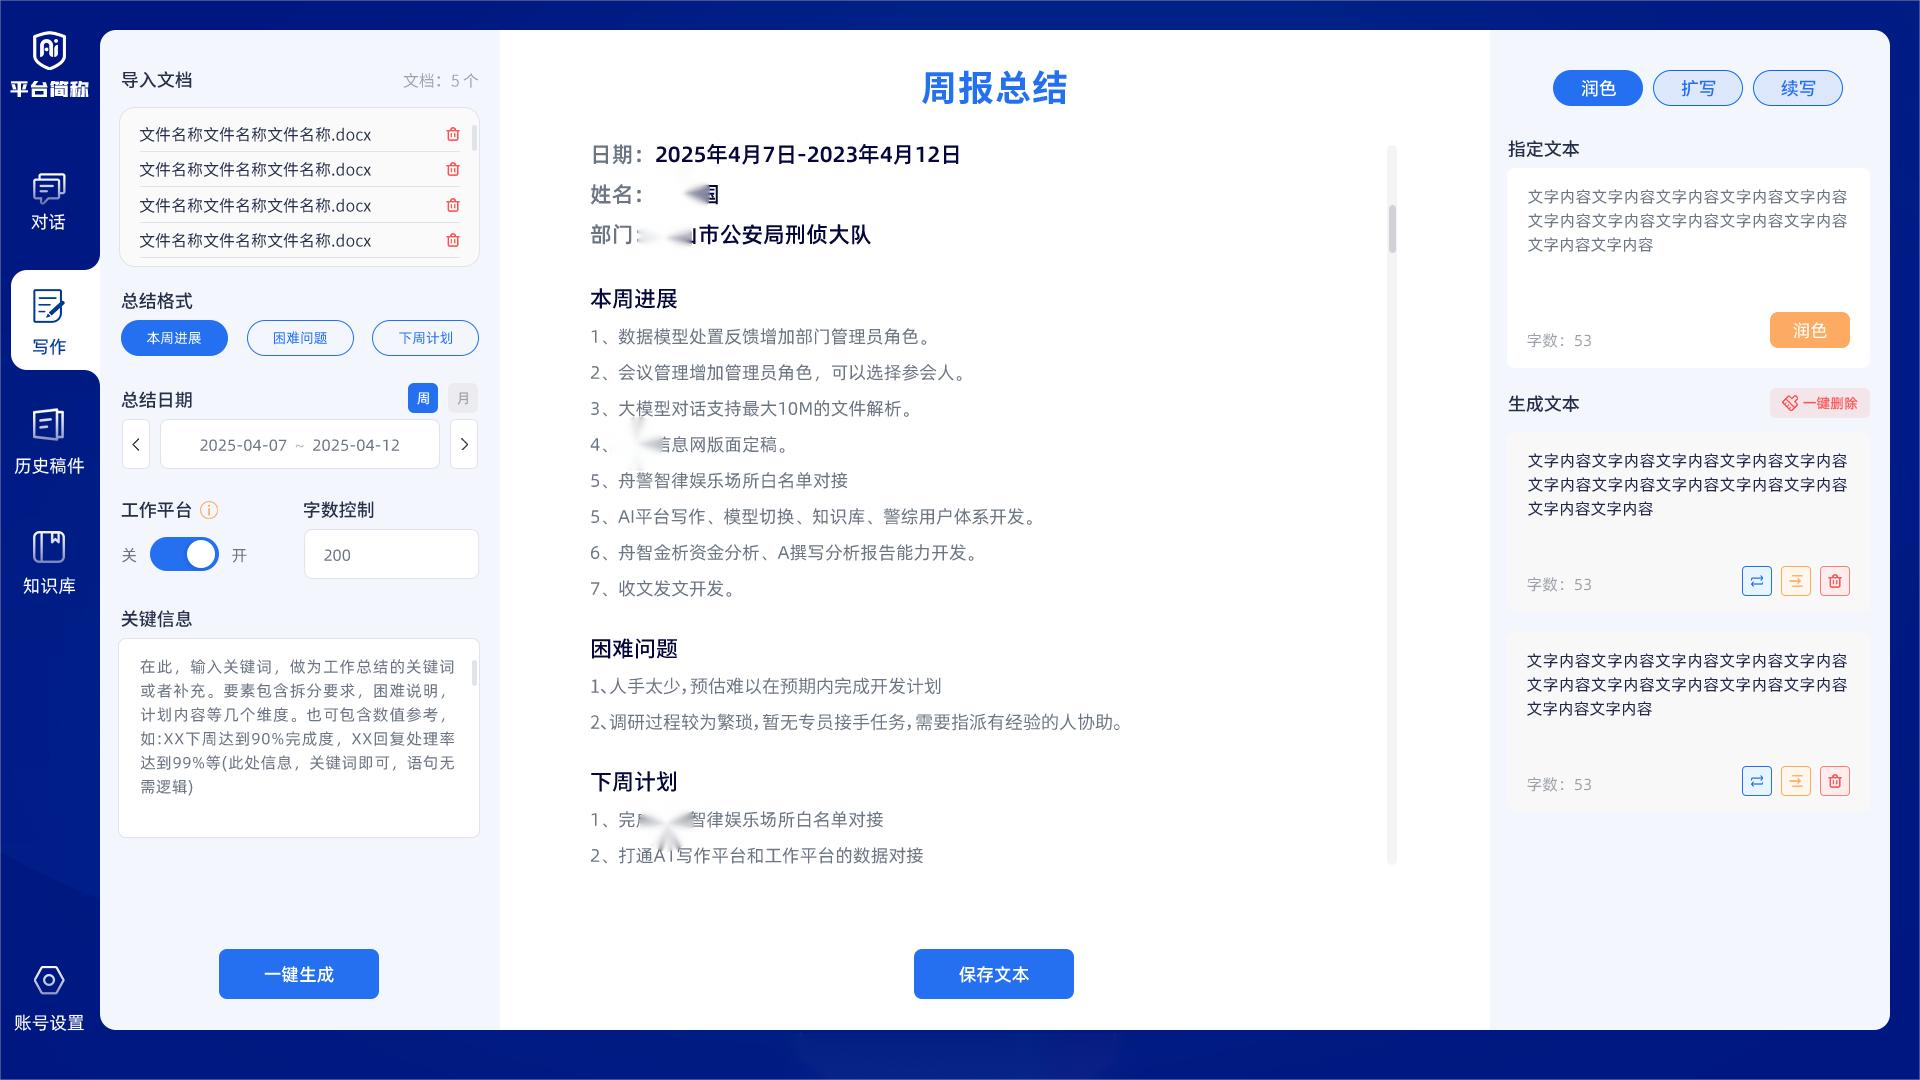 Ai
平台简称
对话
写作
历史稿件
知识库
账号设置
导入文档
文档：5 个
文件名称文件名称文件名称.docx
文件名称文件名称文件名称.docx
文件名称文件名称文件名称.docx
文件名称文件名称文件名称.docx
总结格式
本周进展
困难问题
下周计划
总结日期
周
月
2025-04-07 ~ 2025-04-12
工作平台
字数控制
关
开
200
关键信息
在此，输入关键词，做为工作总结的关键词
或者补充。要素包含拆分要求，困难说明，
计划内容等几个维度。也可包含数值参考，
如:XX下周达到90%完成度，XX回复处理率
达到99%等(此处信息，关键词即可，语句无
需逻辑)
一键生成
周报总结
日期：2025年4月7日-2023年4月12日
姓名：国
部门：山市公安局刑侦大队
本周进展
1、数据模型处置反馈增加部门管理员角色。
2、会议管理增加管理员角色，可以选择参会人。
3、大模型对话支持最大10M的文件解析。
4、信息网版面定稿。
5、舟警智律娱乐场所白名单对接
5、AI平台写作、模型切换、知识库、警综用户体系开发。
6、舟智金析资金分析、A撰写分析报告能力开发。
7、收文发文开发。
困难问题
1、人手太少，预估难以在预期内完成开发计划
2、调研过程较为繁琐，暂无专员接手任务，需要指派有经验的人协助。
下周计划
1、完智律娱乐场所白名单对接
2、打通AI写作平台和工作平台的数据对接
保存文本
润色
扩写
续写
指定文本
文字内容文字内容文字内容文字内容文字内容
文字内容文字内容文字内容文字内容文字内容
文字内容文字内容
字数：53
润色
生成文本
一键删除
文字内容文字内容文字内容文字内容文字内容
文字内容文字内容文字内容文字内容文字内容
文字内容文字内容
字数：53
文字内容文字内容文字内容文字内容文字内容
文字内容文字内容文字内容文字内容文字内容
文字内容文字内容
字数：53